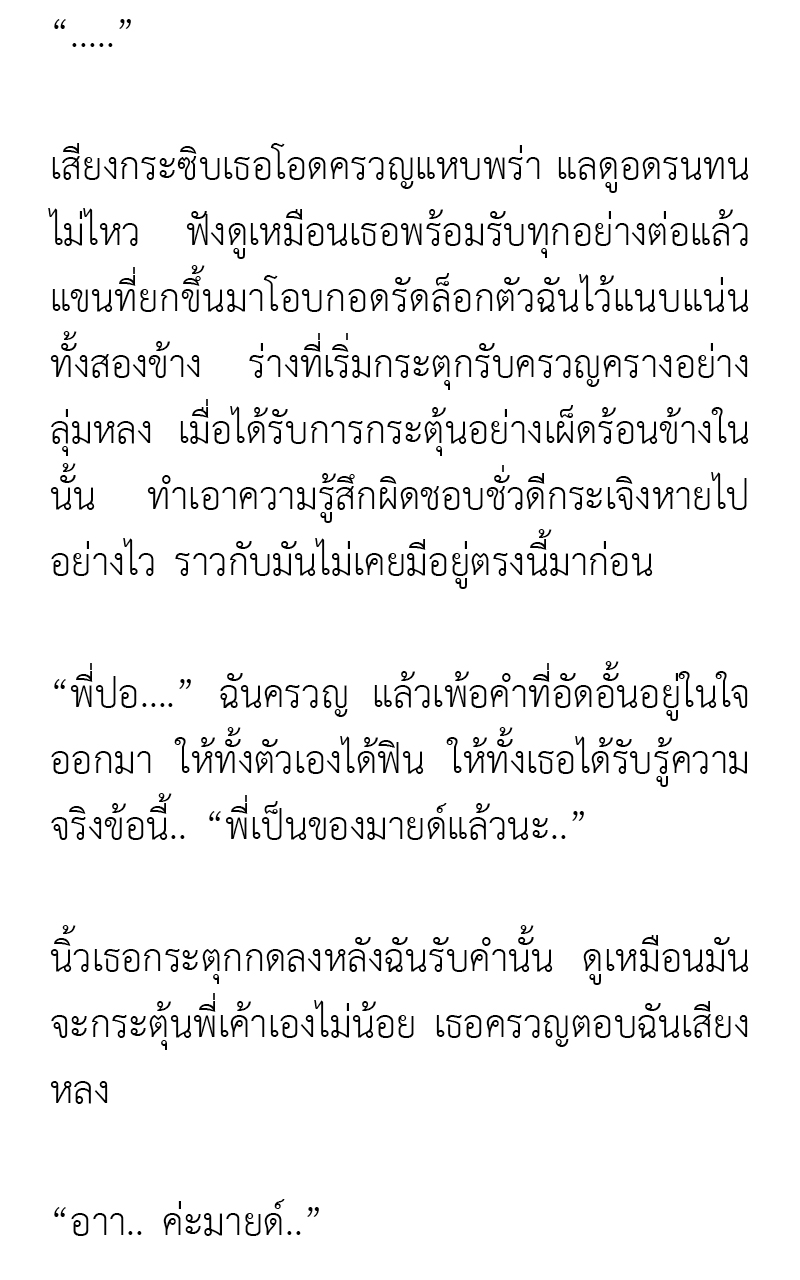 “.....”
เสียงกระซิบเธอโอดครวญแหบพร่า แลดูอดรนทน
ไม่ไหว ฟังดูเหมือนเธอพร้อมรับทุกอย่างต่อแล้ว
แขนที่ยกขึ้นมาโอบกอดรัดล็อกตัวฉันไว้แนบแน่น
ทั้งสองข้าง ร่างที่เริ่มกระตุกรับครวญครางอย่าง
ลุ่มหลง เมื่อได้รับการกระตุ้นอย่างเผ็ดร้อนข้างใน
นั้น ทำเอาความรู้สึกผิดชอบชั่วดีกระเจิงหายไป
อย่างไว ราวกับมันไม่เคยมีอยู่ตรงนี้มาก่อน
“พี่ปอ....” ฉันครวญ แล้วเพ้อคำที่อัดอั้นอยู่ในใจ
ออกมา ให้ทั้งตัวเองได้ฟิน ให้ทั้งเธอได้รับรู้ความ
จริงข้อนี้.. “พี่เป็นของมายด์แล้วนะ..”
นิ้วเธอกระตุกกดลงหลังฉันรับคำนั้น ดูเหมือนมัน
จะกระตุ้นพี่เค้าเองไม่น้อย เธอครวญตอบฉันเสียง
หลง
“อาา.. ค่ะมายด์..”